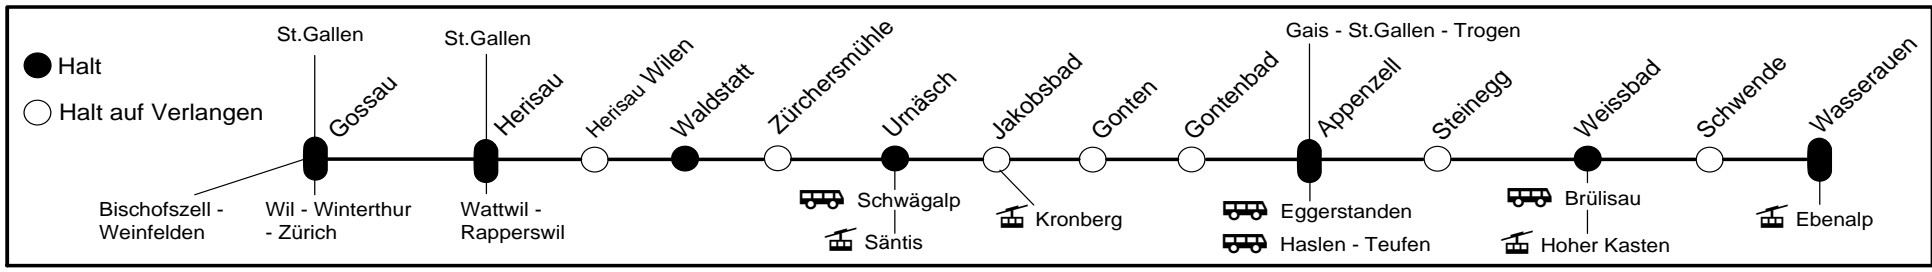 Halt
Halt auf Verlangen
St.Gallen
St.Gallen
Gais - St.Gallen - Trogen
Gossau
Herisau
Herisau Wilen
Waldstatt
Zürchersmühle
Urnäsch
Jakobsbad
Gonten
Gontenbad
Appenzell
Steinegg
Weissbad
Schwende
Wasserauen
Bischofszell -
Weinfelden
Wil - Winterthur
- Zürich
Wattwil -
Rapperswil
Schwägalp
Säntis
Kronberg
Eggerstanden
Haslen - Teufen
Brülisau
Hoher Kasten
Ebenalp